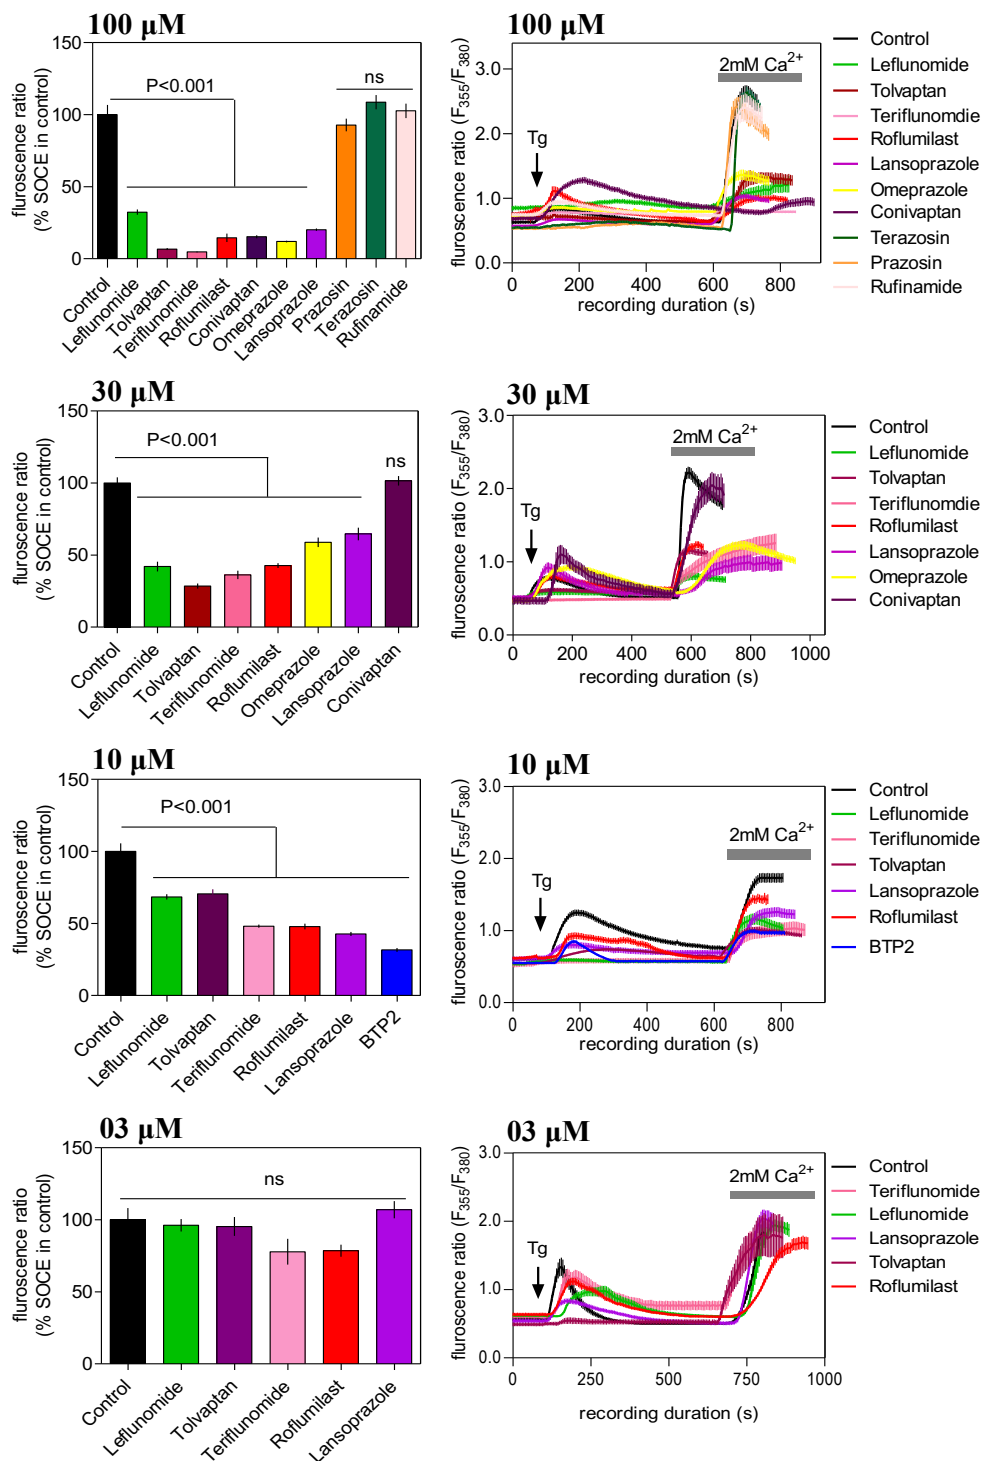 100 µM
fluroscence ratio
(% SOCE in control)
150
100
50
0
P<0.001
ns
Control
Leflunomide
Tolvaptan
Teriflunomide
Roflumilast
Conivaptan
Omeprazole
Lansoprazole
Prazosin
Terazosin
Rufinamide
100 µM
fluroscence ratio (F355/F380)
3.0
2.0
1.0
0.0
Tg
2mM Ca2+
0
200
400
600
800
recording duration (s)
Control
Leflunomide
Tolvaptan
Teriflunomdie
Roflumilast
Lansoprazole
Omeprazole
Conivaptan
Terazosin
Prazosin
Rufinamide
30 µM
fluroscence ratio
(% SOCE in control)
150
100
50
0
P<0.001
ns
Control
Leflunomide
Tolvaptan
Teriflunomide
Roflumilast
Omeprazole
Lansoprazole
Conivaptan
30 µM
fluroscence ratio (F355/F380)
3.0
2.0
1.0
0.0
Tg
2mM Ca2+
0
200
400
600
800
1000
recording duration (s)
Control
Leflunomide
Tolvaptan
Teriflunomdie
Roflumilast
Lansoprazole
Omeprazole
Conivaptan
10 µM
fluroscence ratio
(% SOCE in control)
150
100
50
0
P<0.001
Control
Leflunomide
Tolvaptan
Teriflunomide
Roflumilast
Lansoprazole
BTP2
10 µM
fluroscence ratio (F355/F380)
3.0
2.0
1.0
0.0
Tg
2mM Ca2+
0
200
400
600
800
recording duration (s)
Control
Leflunomide
Teriflunomide
Tolvaptan
Lansoprazole
Roflumilast
BTP2
03 µM
fluroscence ratio
(% SOCE in control)
150
100
50
0
ns
Control
Leflunomide
Tolvaptan
Teriflunomide
Roflumilast
Lansoprazole
03 µM
fluroscence ratio (F355/F380)
3.0
2.0
1.0
0.0
Tg
2mM Ca2+
0
250
500
750
1000
recording duration (s)
Control
Teriflunomide
Leflunomide
Lansoprazole
Tolvaptan
Roflumilast